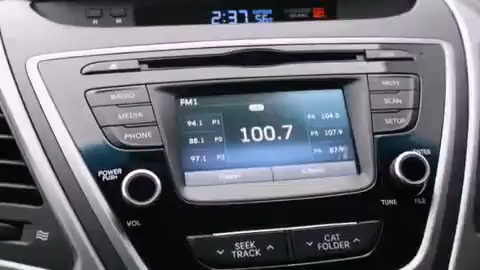 2:37 56°F
RADIO
MEDIA
PHONE
MUTE
SCAN
SETUP
FM1
94.1 P1
88.1 P2
97.1 P3
100.7
P4 104.3
P5 107.9
P6 87.9
POWER
PUSH
VOL
ENTER
TUNE
FILE
∨ SEEK ∧
TRACK
∨ CAT ∧
FOLDER